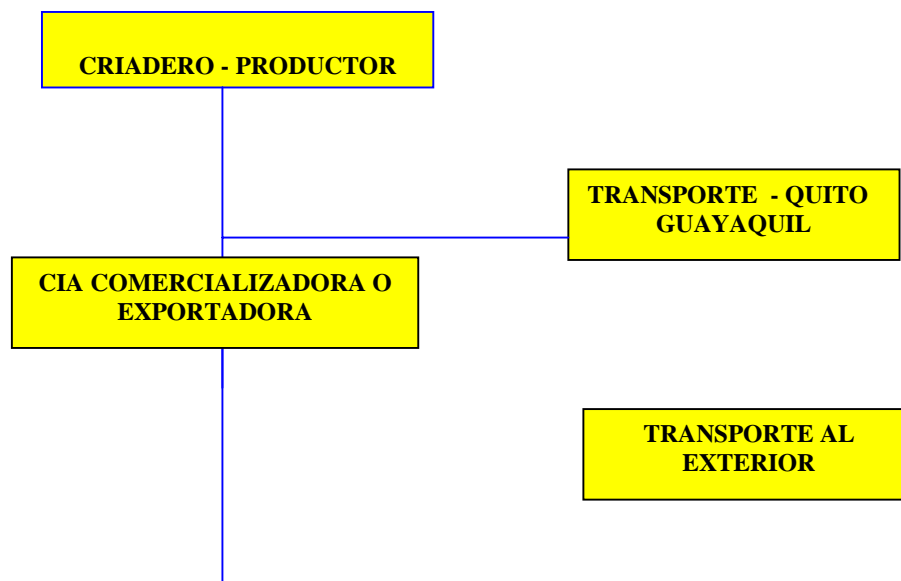 CRIADERO - PRODUCTOR
TRANSPORTE - QUITO
GUAYAQUIL
CIA COMERCIALIZADORA O
EXPORTADORA
TRANSPORTE AL
EXTERIOR